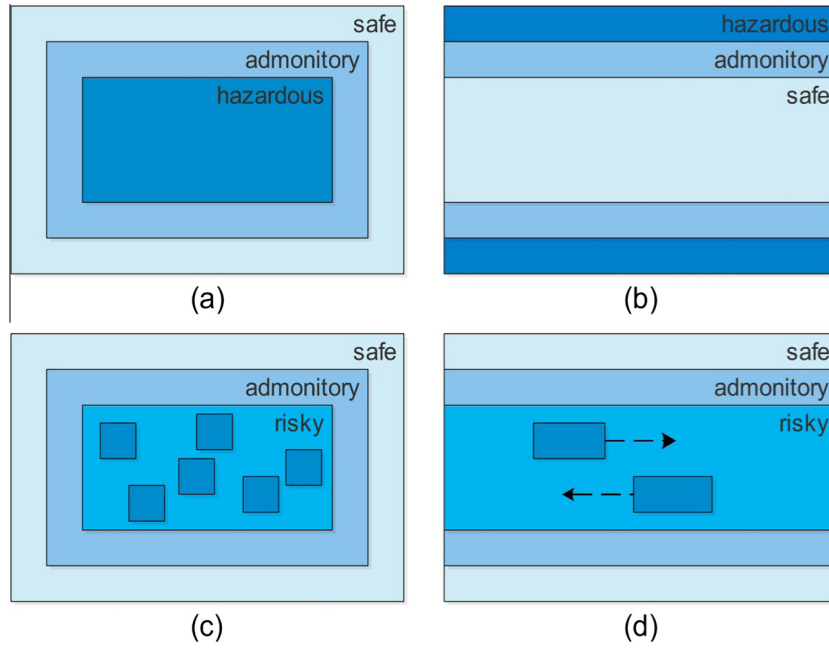 safe
admonitory
hazardous
(a)
hazardous
admonitory
safe
(b)
safe
admonitory
risky
(c)
safe
admonitory
risky
(d)